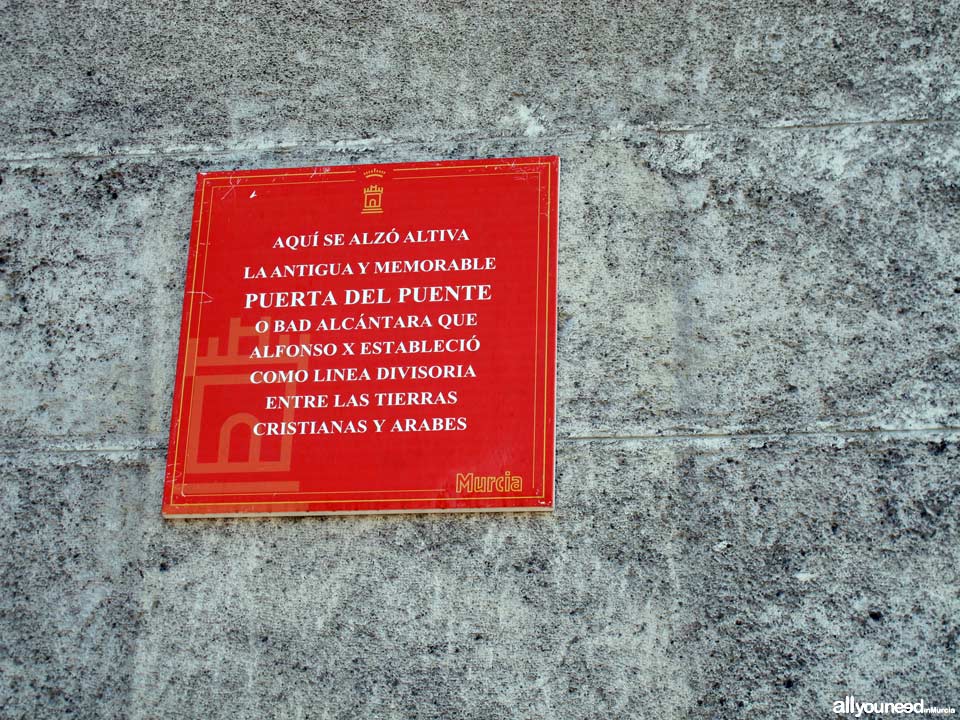 AQUÍ SE ALZÓ ALTIVA
LA ANTIGUA Y MEMORABLE
PUERTA DEL PUENTE
O BAD ALCÁNTARA QUE
ALFONSO X ESTABLECIÓ
COMO LINEA DIVISORIA
ENTRE LAS TIERRAS
CRISTIANAS Y ARABES
Murcia
allyouneedinMurcia